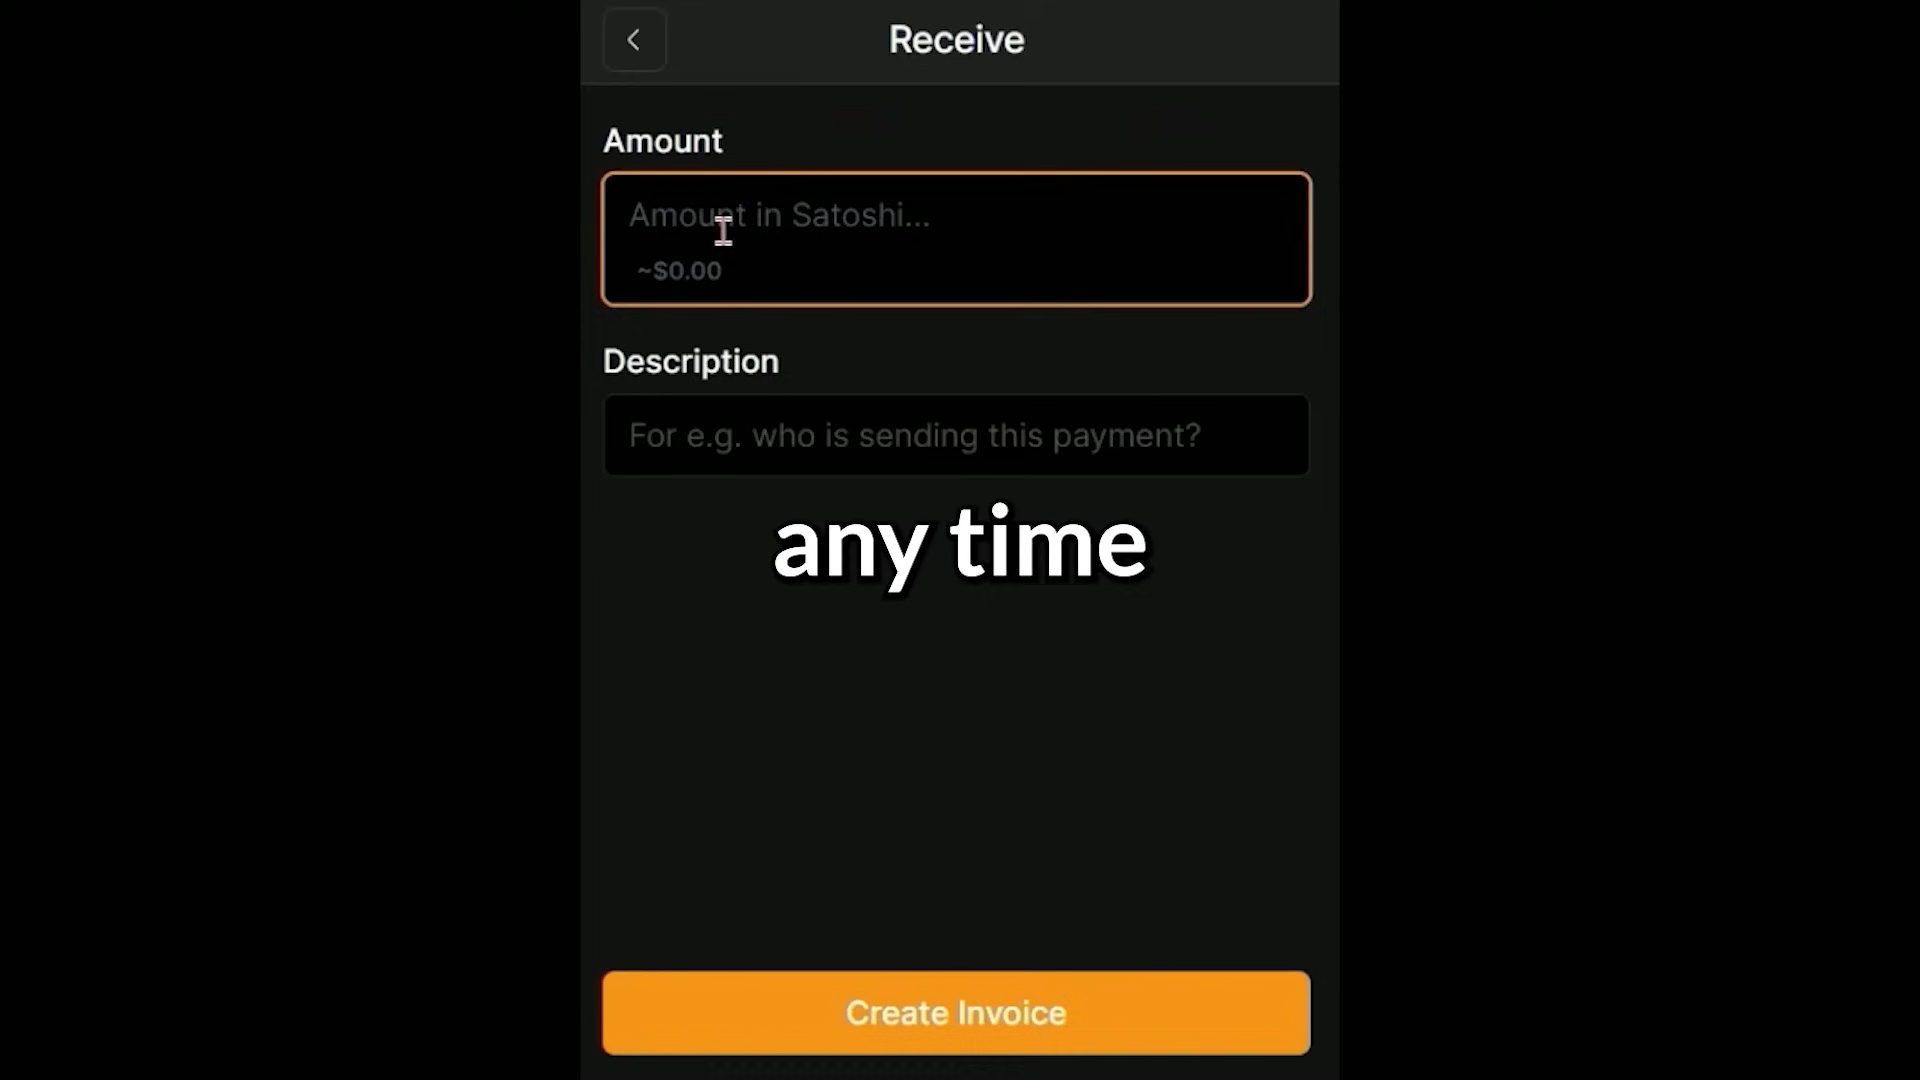 Receive
Amount
Amount in Satoshi...
~$0.00
Description
For e.g. who is sending this payment?
any time
Create Invoice